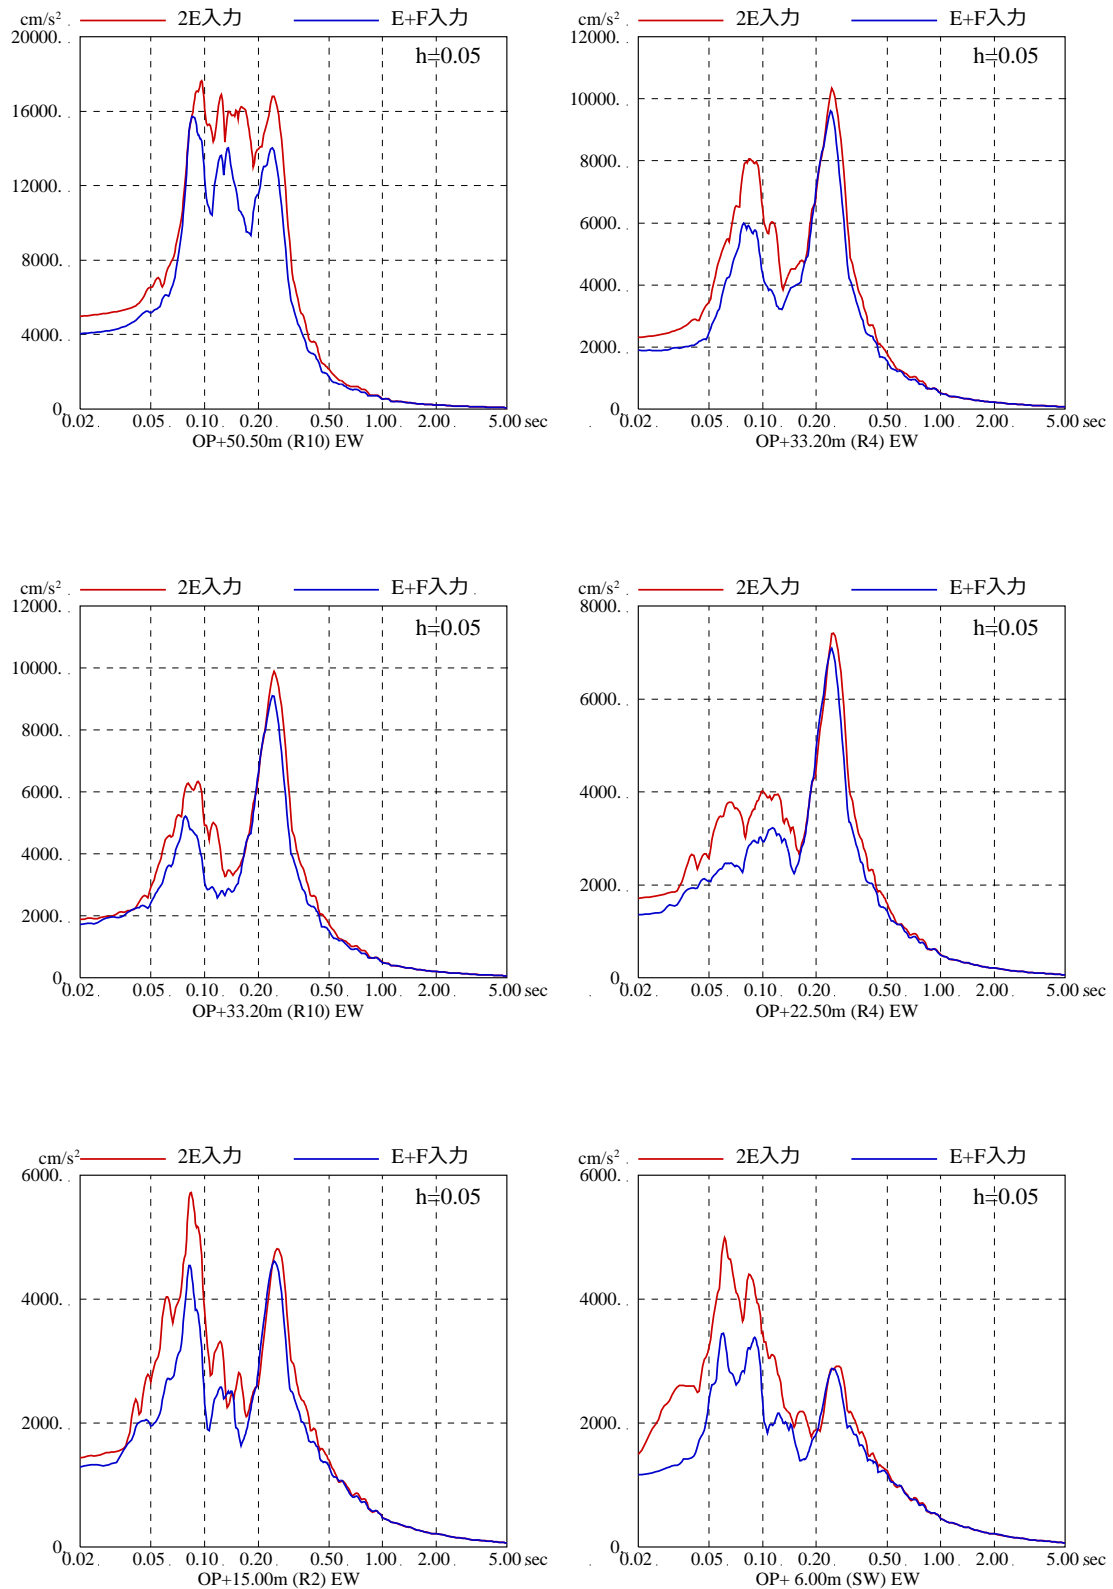 cm/s² 2E入力 E+F入力
20000.
h=0.05
16000.
12000.
8000.
4000.
0.
0.02 0.05 0.10 0.20 0.50 1.00 2.00 5.00 sec
OP+50.50m (R10) EW
cm/s² 2E入力 E+F入力
12000.
h=0.05
10000.
8000.
6000.
4000.
2000.
0.
0.02 0.05 0.10 0.20 0.50 1.00 2.00 5.00 sec
OP+33.20m (R4) EW
cm/s² 2E入力 E+F入力
12000.
h=0.05
10000.
8000.
6000.
4000.
2000.
0.
0.02 0.05 0.10 0.20 0.50 1.00 2.00 5.00 sec
OP+33.20m (R10) EW
cm/s² 2E入力 E+F入力
8000.
h=0.05
6000.
4000.
2000.
0.
0.02 0.05 0.10 0.20 0.50 1.00 2.00 5.00 sec
OP+22.50m (R4) EW
cm/s² 2E入力 E+F入力
6000.
h=0.05
4000.
2000.
0.
0.02 0.05 0.10 0.20 0.50 1.00 2.00 5.00 sec
OP+15.00m (R2) EW
cm/s² 2E入力 E+F入力
6000.
h=0.05
4000.
2000.
0.
0.02 0.05 0.10 0.20 0.50 1.00 2.00 5.00 sec
OP+ 6.00m (SW) EW